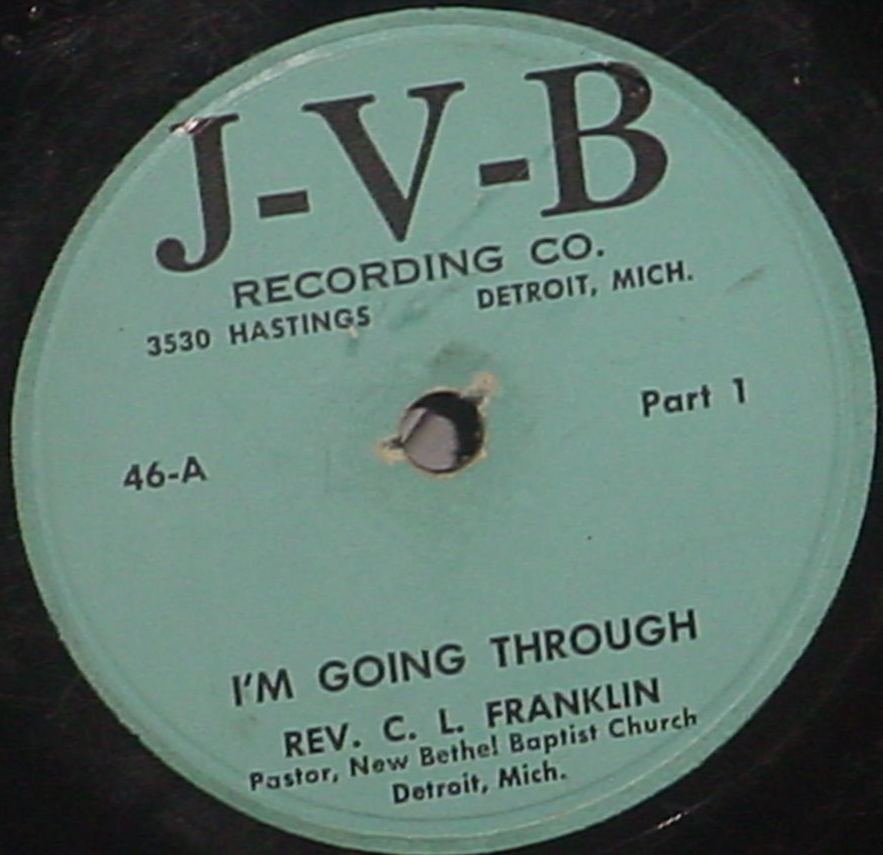 J-V-B
RECORDING CO.
3530 HASTINGS DETROIT, MICH.
Part 1
46-A
I'M GOING THROUGH
REV. C. L. FRANKLIN
Pastor, New Bethel Baptist Church
Detroit, Mich.